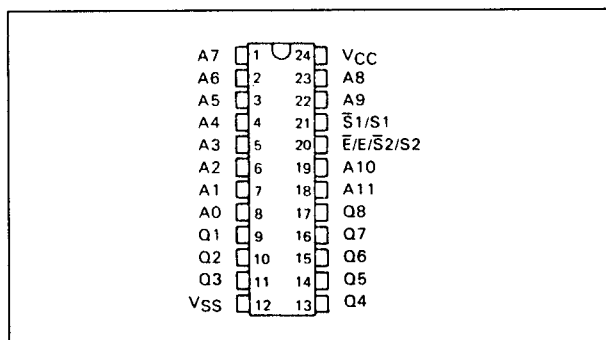 A7 1 24 VCC
A6 2 23 A8
A5 3 22 A9
A4 4 21 S̅1/S1
A3 5 20 E̅/E/S̅2/S2
A2 6 19 A10
A1 7 18 A11
A0 8 17 Q8
Q1 9 16 Q7
Q2 10 15 Q6
Q3 11 14 Q5
VSS 12 13 Q4